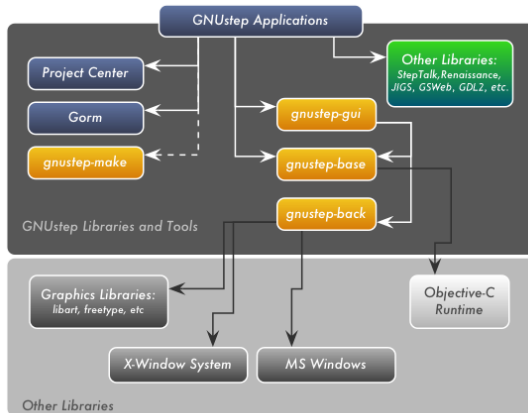 GNUstep Applications
Project Center
Other Libraries:
StepTalk,Renaissance,
JIGS, GSWeb, GDL2, etc.
Gorm
gnustep-gui
gnustep-make
gnustep-base
gnustep-back
GNUstep Libraries and Tools
Graphics Libraries:
libart, freetype, etc
Objective-C
Runtime
X-Window System
MS Windows
Other Libraries